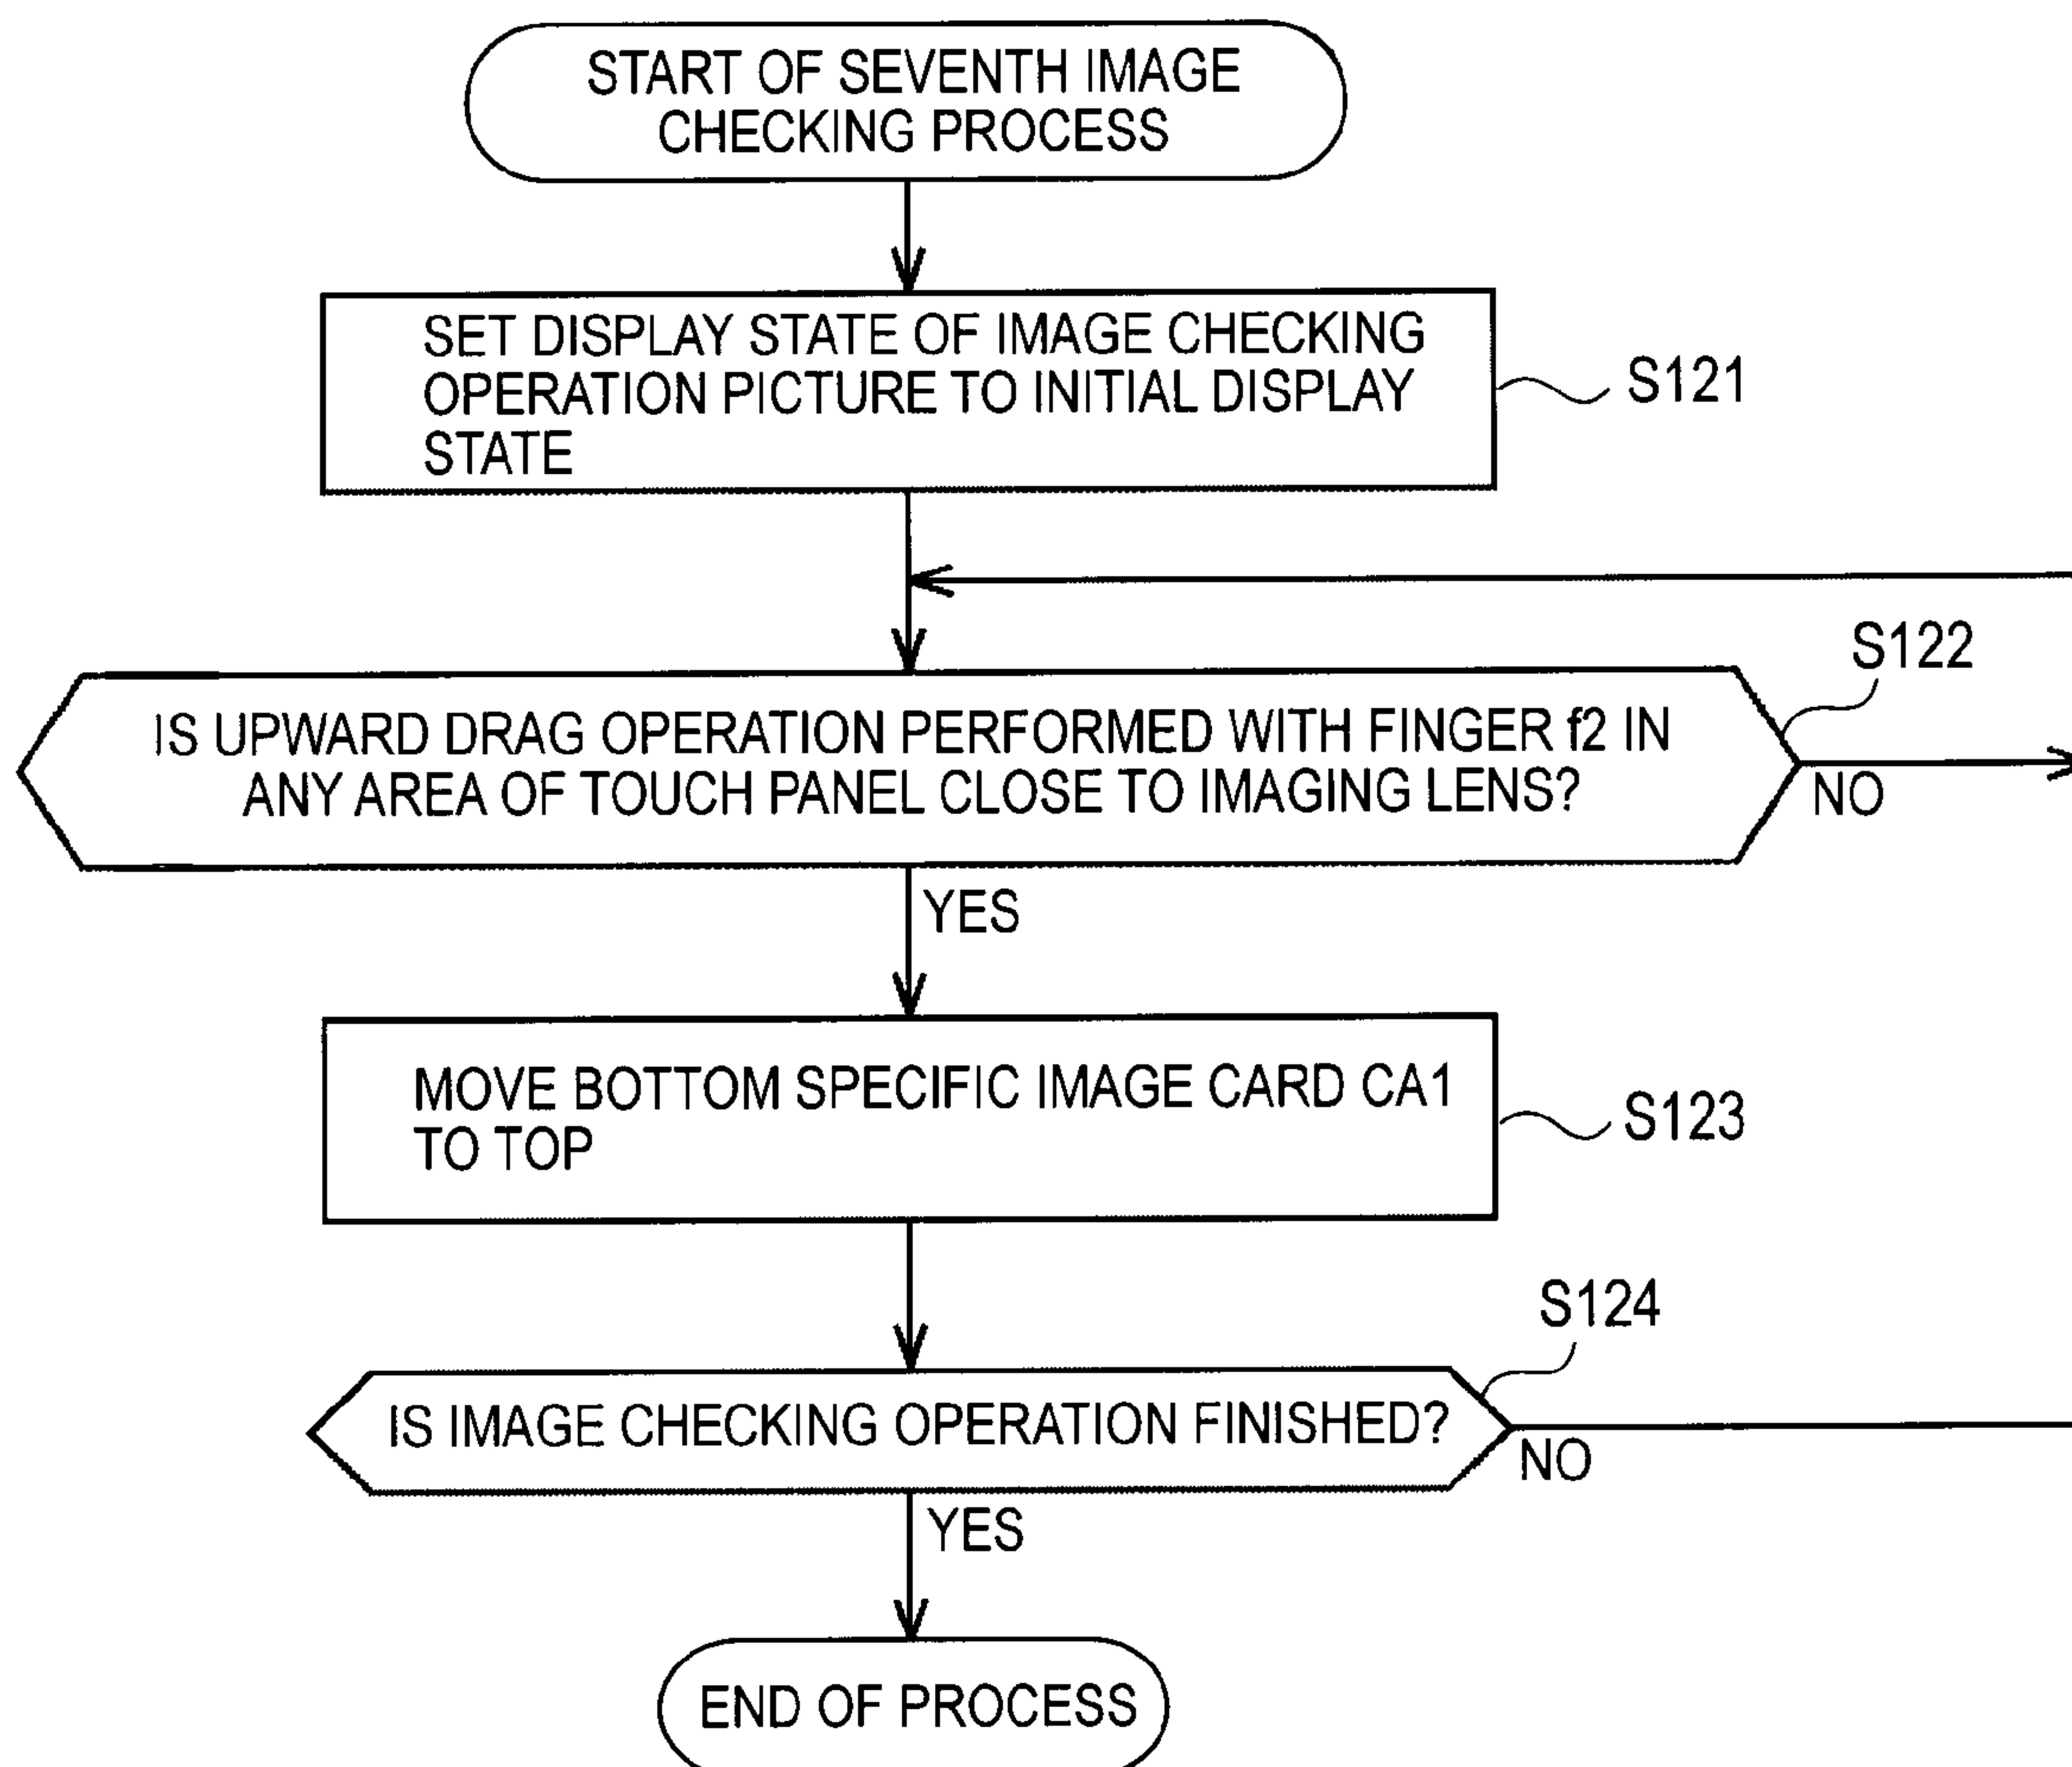 START OF SEVENTH IMAGE
CHECKING PROCESS
SET DISPLAY STATE OF IMAGE CHECKING
OPERATION PICTURE TO INITIAL DISPLAY
STATE
S121
S122
IS UPWARD DRAG OPERATION PERFORMED WITH FINGER f2 IN
ANY AREA OF TOUCH PANEL CLOSE TO IMAGING LENS?
NO
YES
MOVE BOTTOM SPECIFIC IMAGE CARD CA1
TO TOP
S123
S124
IS IMAGE CHECKING OPERATION FINISHED?
NO
YES
END OF PROCESS